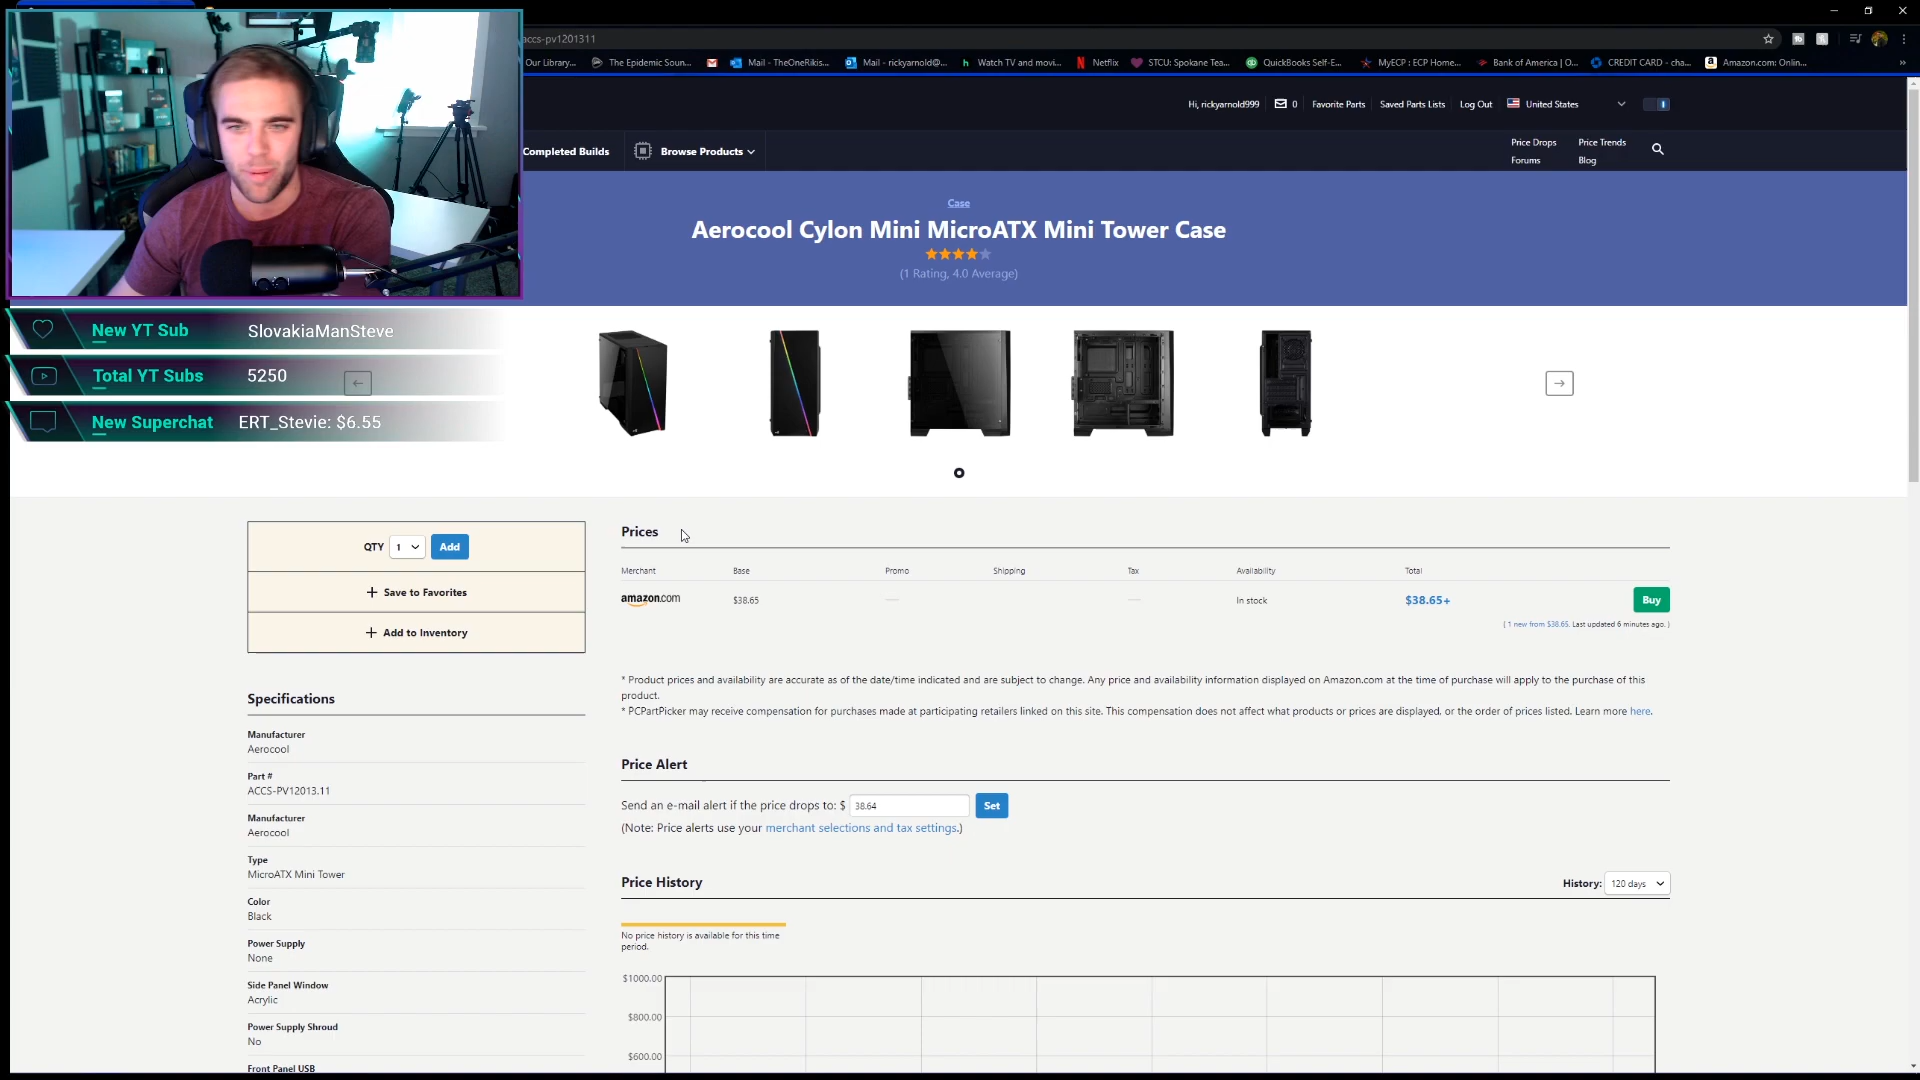 accs-pv1201311
Our Library... The Epidemic Soun... Mail - TheOneRikis... Mail - rickyarnold@... Watch TV and movi... Netflix STCU: Spokane Tea... QuickBooks Self-E... MyECP : ECP Home... Bank of America | O... CREDIT CARD - cha... Amazon.com: Onlin... »
Hi, rickyarnold999 0 Favorite Parts Saved Parts Lists Log Out United States
Completed Builds Browse Products
Price Drops Price Trends
Forums Blog
Case
Aerocool Cylon Mini MicroATX Mini Tower Case
(1 Rating, 4.0 Average)
New YT Sub SlovakiaManSteve
Total YT Subs 5250
New Superchat ERT_Stevie: $6.55
QTY 1 Add
+ Save to Favorites
+ Add to Inventory
Specifications
Manufacturer
Aerocool
Part #
ACCS-PV12013.11
Manufacturer
Aerocool
Type
MicroATX Mini Tower
Color
Black
Power Supply
None
Side Panel Window
Acrylic
Power Supply Shroud
No
Front Panel USB
Prices
Merchant Base Promo Shipping Tax Availability Total
amazon.com $38.65 — — In stock $38.65+ Buy
( 1 new from $38.65. Last updated 6 minutes ago. )
* Product prices and availability are accurate as of the date/time indicated and are subject to change. Any price and availability information displayed on Amazon.com at the time of purchase will apply to the purchase of this
product.
* PCPartPicker may receive compensation for purchases made at participating retailers linked on this site. This compensation does not affect what products or prices are displayed, or the order of prices listed. Learn more here.
Price Alert
Send an e-mail alert if the price drops to: $ 38.64 Set
(Note: Price alerts use your merchant selections and tax settings.)
Price History History: 120 days
No price history is available for this time
period.
$1000.00
$800.00
$600.00